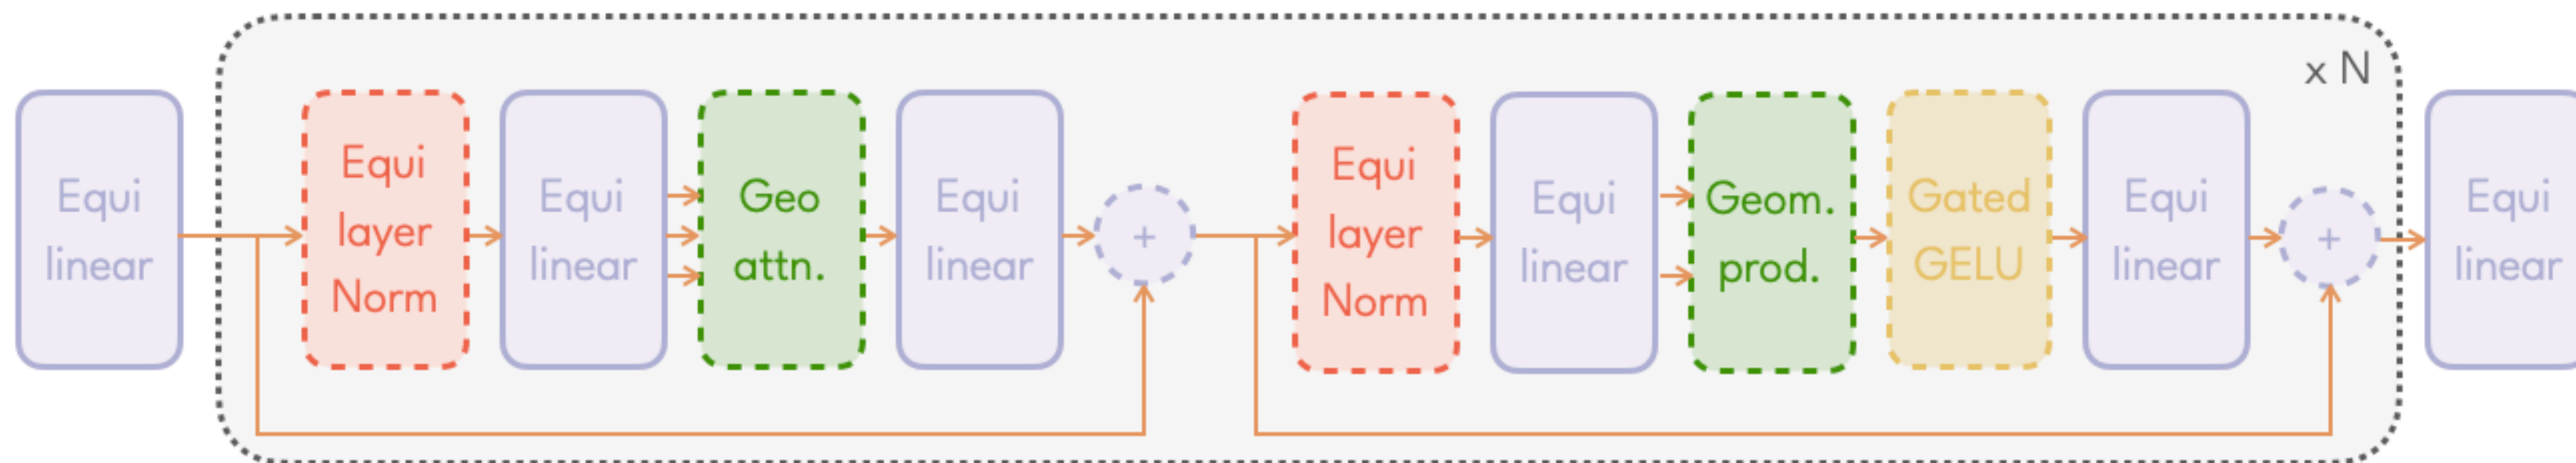 x N
Equi
linear
Equi
layer
Norm
Equi
linear
Geo
attn.
Equi
linear
+
Equi
layer
Norm
Equi
linear
Geom.
prod.
Gated
GELU
Equi
linear
+
Equi
linear